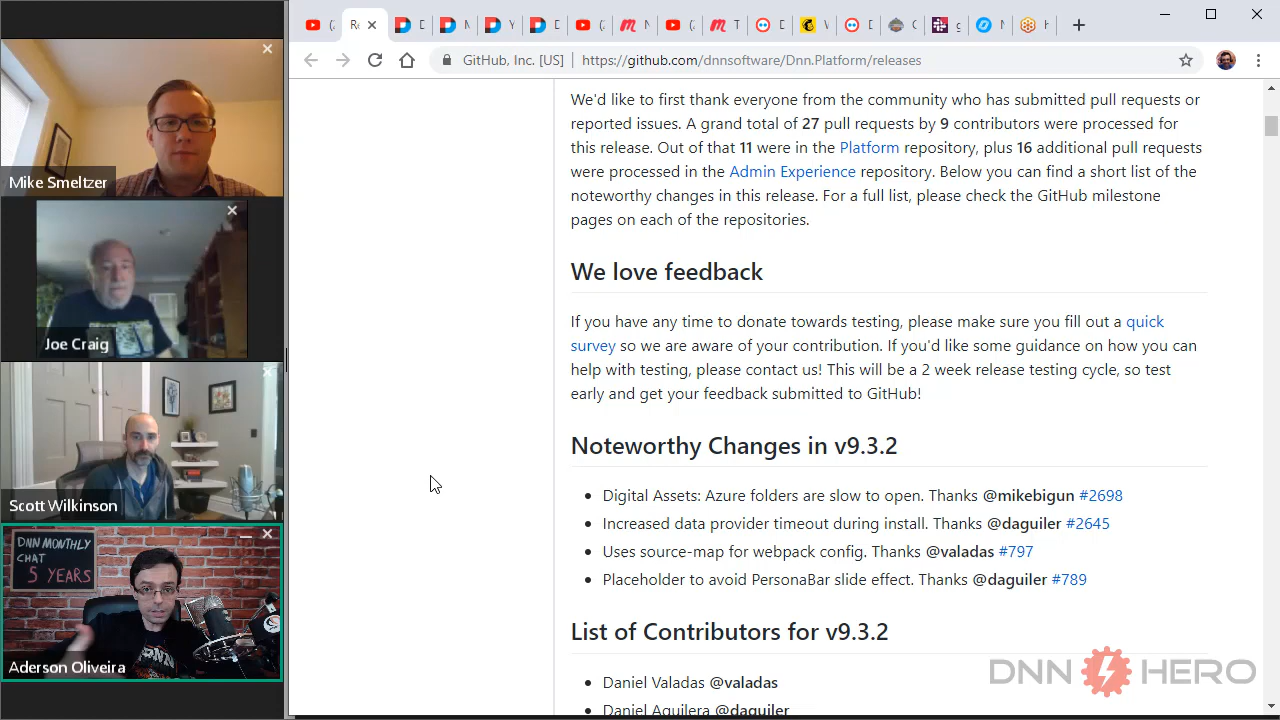 Mike Smeltzer
Joe Craig
Scott Wilkinson
DNN MONTHLY
CHAT
5 YEARS
Aderson Oliveira
GitHub, Inc. [US]
https://github.com/dnnsoftware/Dnn.Platform/releases
We'd like to first thank everyone from the community who has submitted pull requests or
reported issues. A grand total of 27 pull requests by 9 contributors were processed for
this release. Out of that 11 were in the Platform repository, plus 16 additional pull requests
were processed in the Admin Experience repository. Below you can find a short list of the
noteworthy changes in this release. For a full list, please check the GitHub milestone
pages on each of the repositories.
We love feedback
If you have any time to donate towards testing, please make sure you fill out a quick
survey so we are aware of your contribution. If you'd like some guidance on how you can
help with testing, please contact us! This will be a 2 week release testing cycle, so test
early and get your feedback submitted to GitHub!
Noteworthy Changes in v9.3.2
Digital Assets: Azure folders are slow to open. Thanks @mikebigun #2698
Increased data provider timeout during install. Thanks @daguiler #2645
Uses source-map for webpack config. Thanks @valadas #797
Placeholder to avoid PersonaBar slide effect. Thanks @daguiler #789
List of Contributors for v9.3.2
Daniel Valadas @valadas
Daniel Aguilera @daguiler
DNN HERO